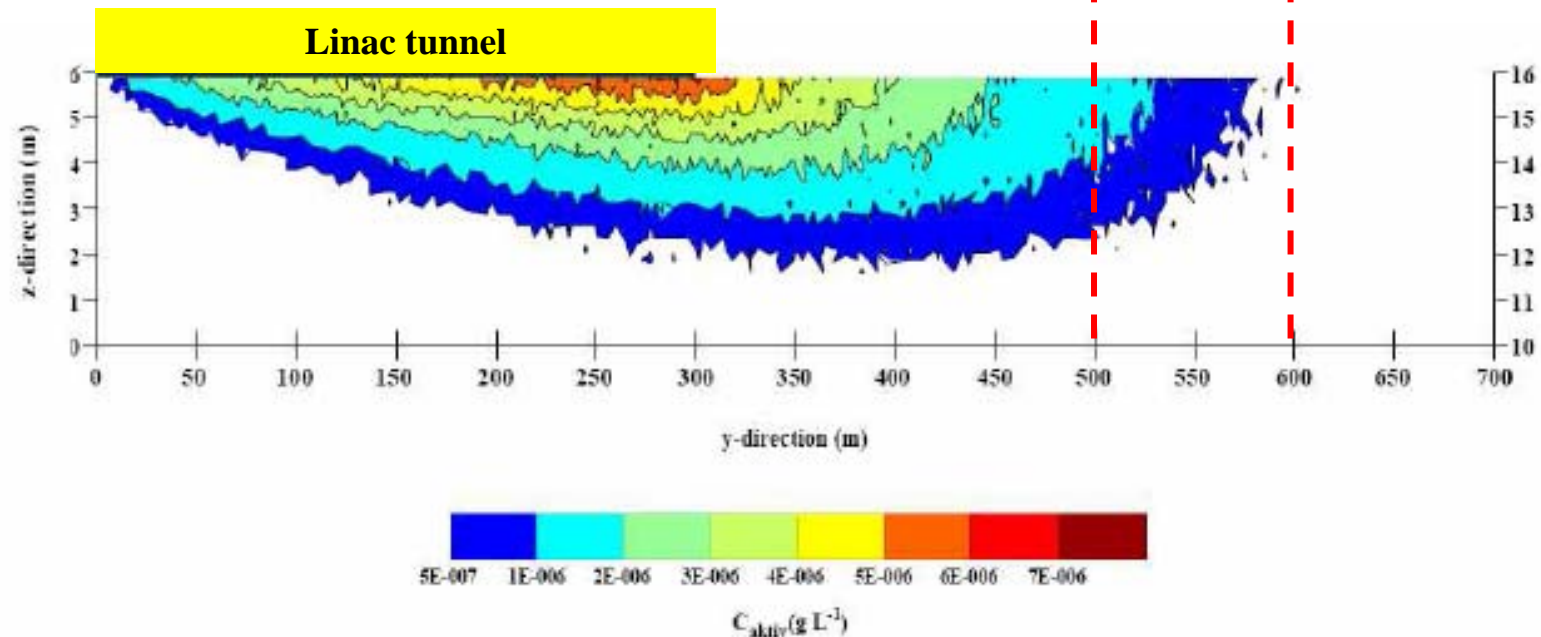 Linac tunnel
6
5
4
3
2
1
0
z-direction (m)
16
15
14
13
12
11
10
0 50 100 150 200 250 300 350 400 450 500 550 600 650 700
y-direction (m)
5E-007 1E-006 2E-006 3E-006 4E-006 5E-006 6E-006 7E-006
C_aktiv (g L⁻¹)